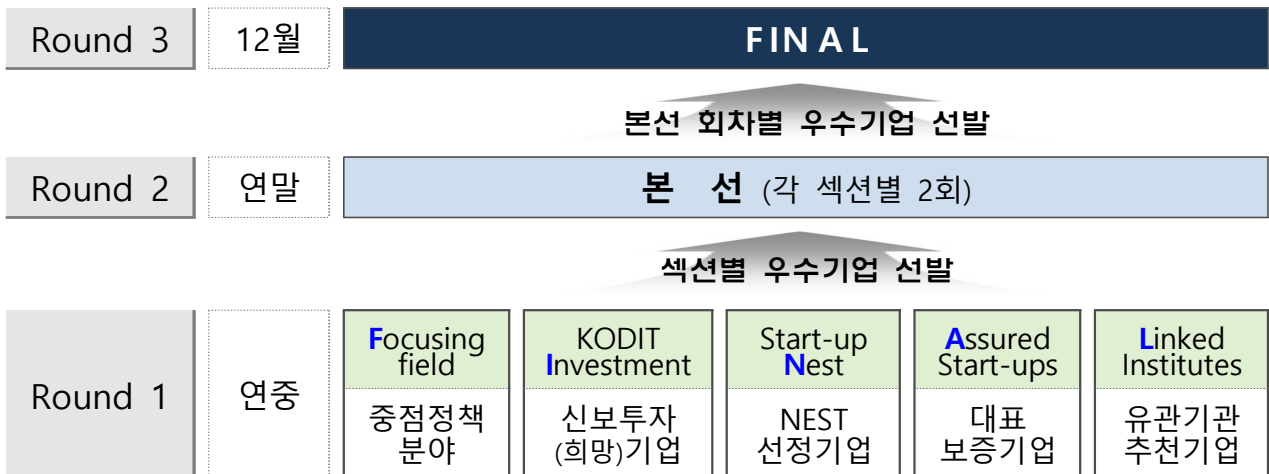 Round 3
12월
FINAL
본선 회차별 우수기업 선발
Round 2
연말
본 선 (각 섹션별 2회)
섹션별 우수기업 선발
Round 1
연중
Focusing
field
중점정책
분야
KODIT
Investment
신보투자
(희망)기업
Start-up
Nest
NEST
선정기업
Assured
Start-ups
대표
보증기업
Linked
Institutes
유관기관
추천기업